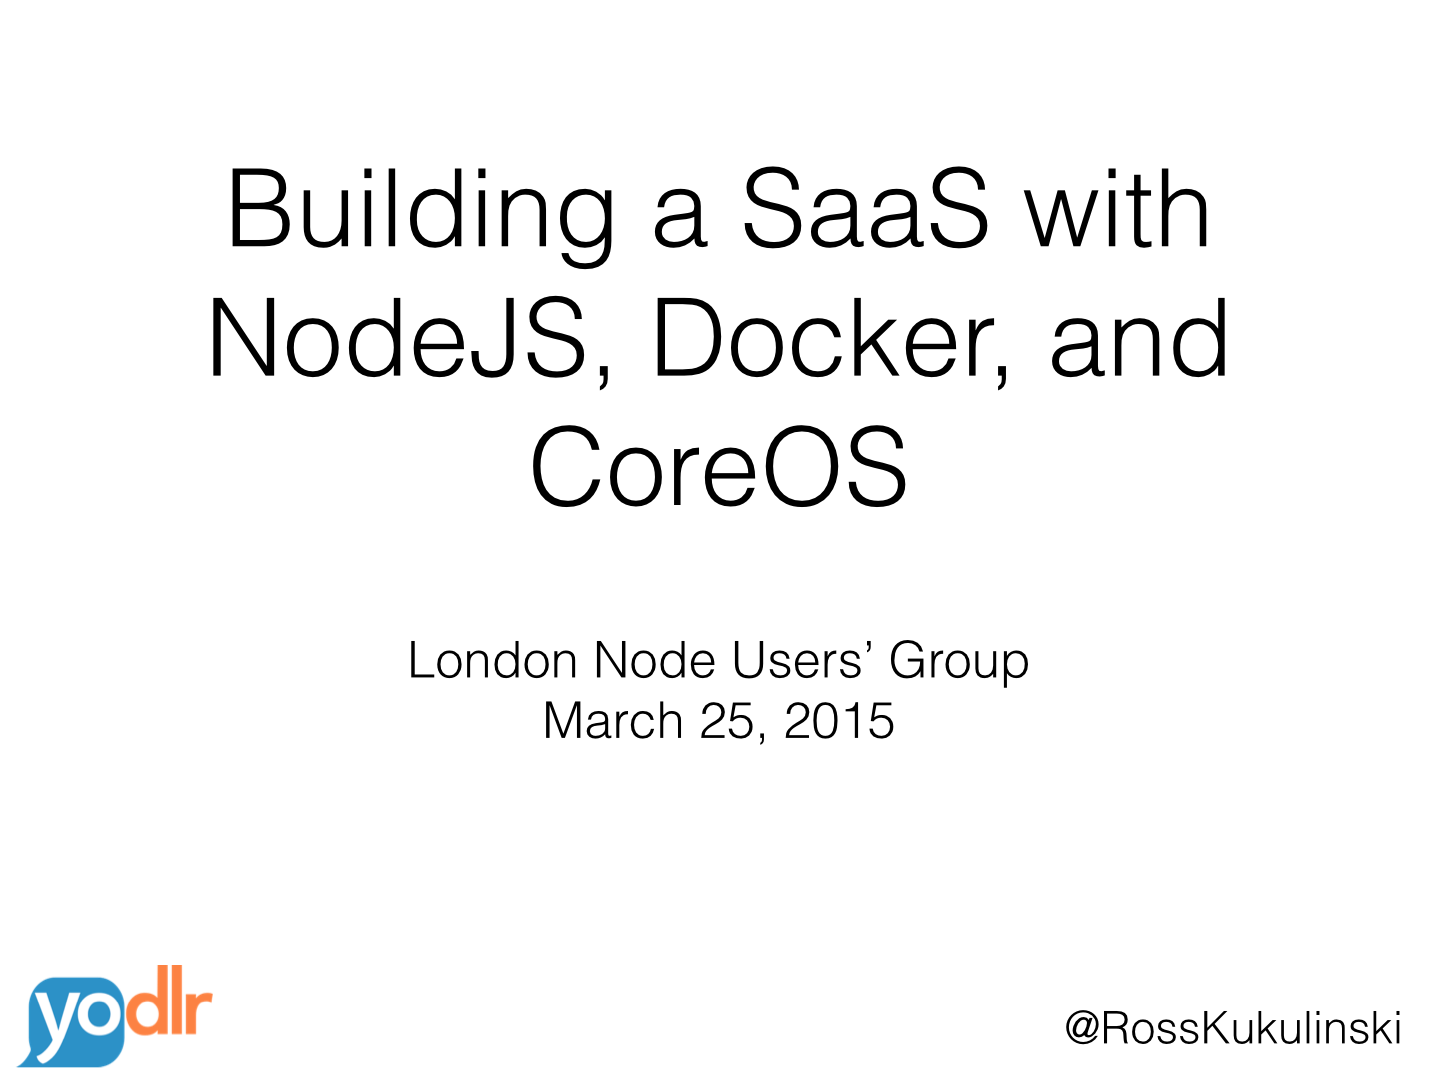 Building a SaaS with
NodeJS, Docker, and
CoreOS
London Node Users’ Group
March 25, 2015
yodlr
@RossKukulinski